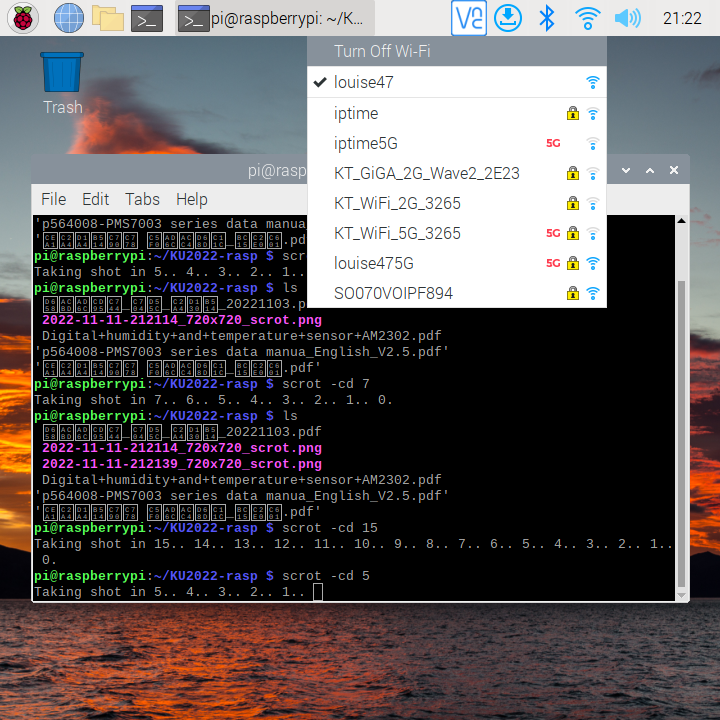 pi@raspberrypi: ~/K...
21:22
Turn Off Wi-Fi
louise47
iptime
iptime5G 5G
KT_GiGA_2G_Wave2_2E23
KT_WiFi_2G_3265
KT_WiFi_5G_3265 5G
louise475G 5G
SO070VOIPF894
Trash
pi@rasp
File Edit Tabs Help
'p564008-PMS7003 series data manua
.pd
pi@raspberrypi:~/KU2022-rasp $ scr
Taking shot in 5.. 4.. 3.. 2.. 1..
pi@raspberrypi:~/KU2022-rasp $ ls
_20221103.pdf
2022-11-11-212114_720x720_scrot.png
Digital+humidity+and+temperature+sensor+AM2302.pdf
'p564008-PMS7003 series data manua_English_V2.5.pdf'
.pdf'
pi@raspberrypi:~/KU2022-rasp $ scrot -cd 7
Taking shot in 7.. 6.. 5.. 4.. 3.. 2.. 1.. 0.
pi@raspberrypi:~/KU2022-rasp $ ls
_20221103.pdf
2022-11-11-212114_720x720_scrot.png
2022-11-11-212139_720x720_scrot.png
Digital+humidity+and+temperature+sensor+AM2302.pdf
'p564008-PMS7003 series data manua_English_V2.5.pdf'
.pdf'
pi@raspberrypi:~/KU2022-rasp $ scrot -cd 15
Taking shot in 15.. 14.. 13.. 12.. 11.. 10.. 9.. 8.. 7.. 6.. 5.. 4.. 3.. 2.. 1..
0.
pi@raspberrypi:~/KU2022-rasp $ scrot -cd 5
Taking shot in 5.. 4.. 3.. 2.. 1..